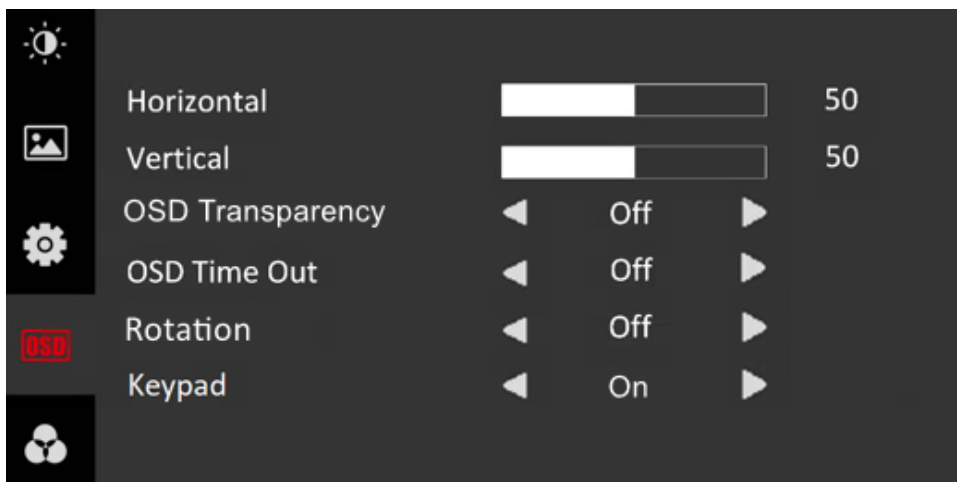 Horizontal 50
Vertical 50
OSD Transparency Off
OSD Time Out Off
OSD Rotation Off
Keypad On